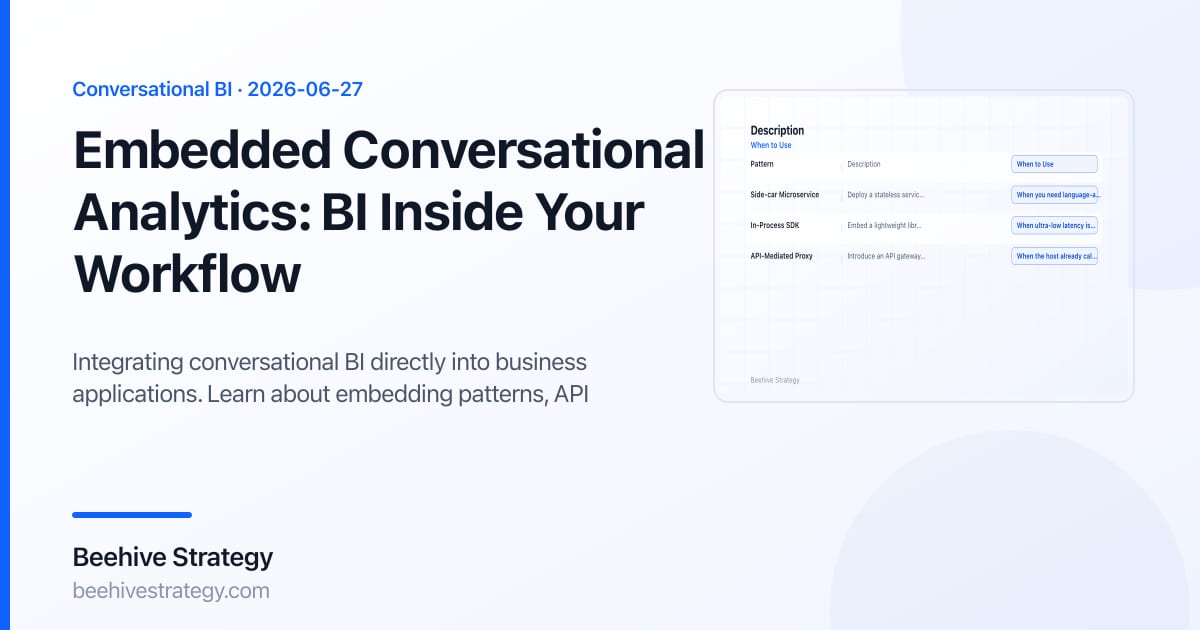 Conversational BI · 2026-06-27
Embedded Conversational
Analytics: BI Inside Your
Workflow
Integrating conversational BI directly into business
applications. Learn about embedding patterns, API
Beehive Strategy
beehivestrategy.com
Description
When to Use
Pattern Description When to Use
Side-car Microservice Deploy a stateless servic... When you need language-a...
In-Process SDK Embed a lightweight libr... When ultra-low latency is...
API-Mediated Proxy Introduce an API gateway... When the host already cal...
Beehive Strategy